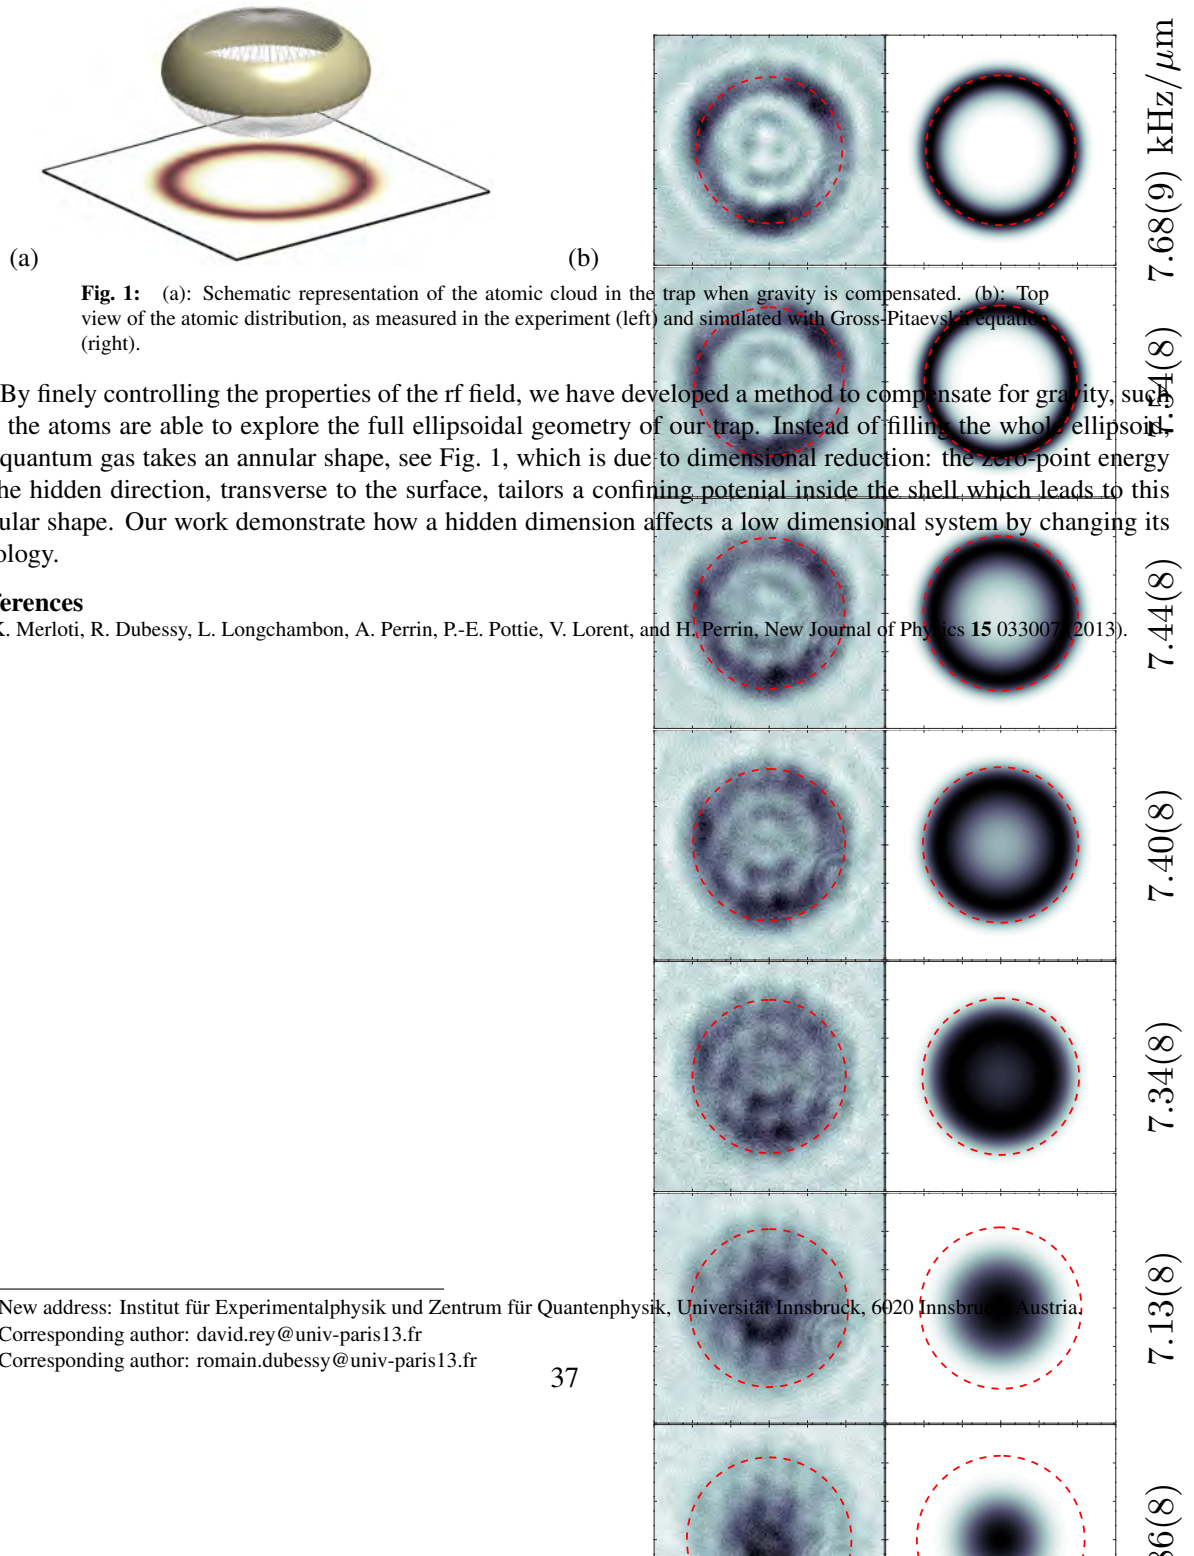 (a)
(b)
Fig. 1: (a): Schematic representation of the atomic cloud in the trap when gravity is compensated. (b): Top
view of the atomic distribution, as measured in the experiment (left) and simulated with Gross-Pitaevskii equation
(right).
By finely controlling the properties of the rf field, we have developed a method to compensate for gravity, such
the atoms are able to explore the full ellipsoidal geometry of our trap. Instead of filling the whole ellipsoid,
quantum gas takes an annular shape, see Fig. 1, which is due to dimensional reduction: the zero-point energy
he hidden direction, transverse to the surface, tailors a confining potenial inside the shell which leads to this
ular shape. Our work demonstrate how a hidden dimension affects a low dimensional system by changing its
ology.
ferences
K. Merloti, R. Dubessy, L. Longchambon, A. Perrin, P.-E. Pottie, V. Lorent, and H. Perrin, New Journal of Physics 15 033007 (2013).
New address: Institut für Experimentalphysik und Zentrum für Quantenphysik, Universität Innsbruck, 6020 Innsbruck, Austria.
Corresponding author: david.rey@univ-paris13.fr
Corresponding author: romain.dubessy@univ-paris13.fr
37
7.68(9) kHz/μm
7.54(8)
7.44(8)
7.40(8)
7.34(8)
7.13(8)
86(8)